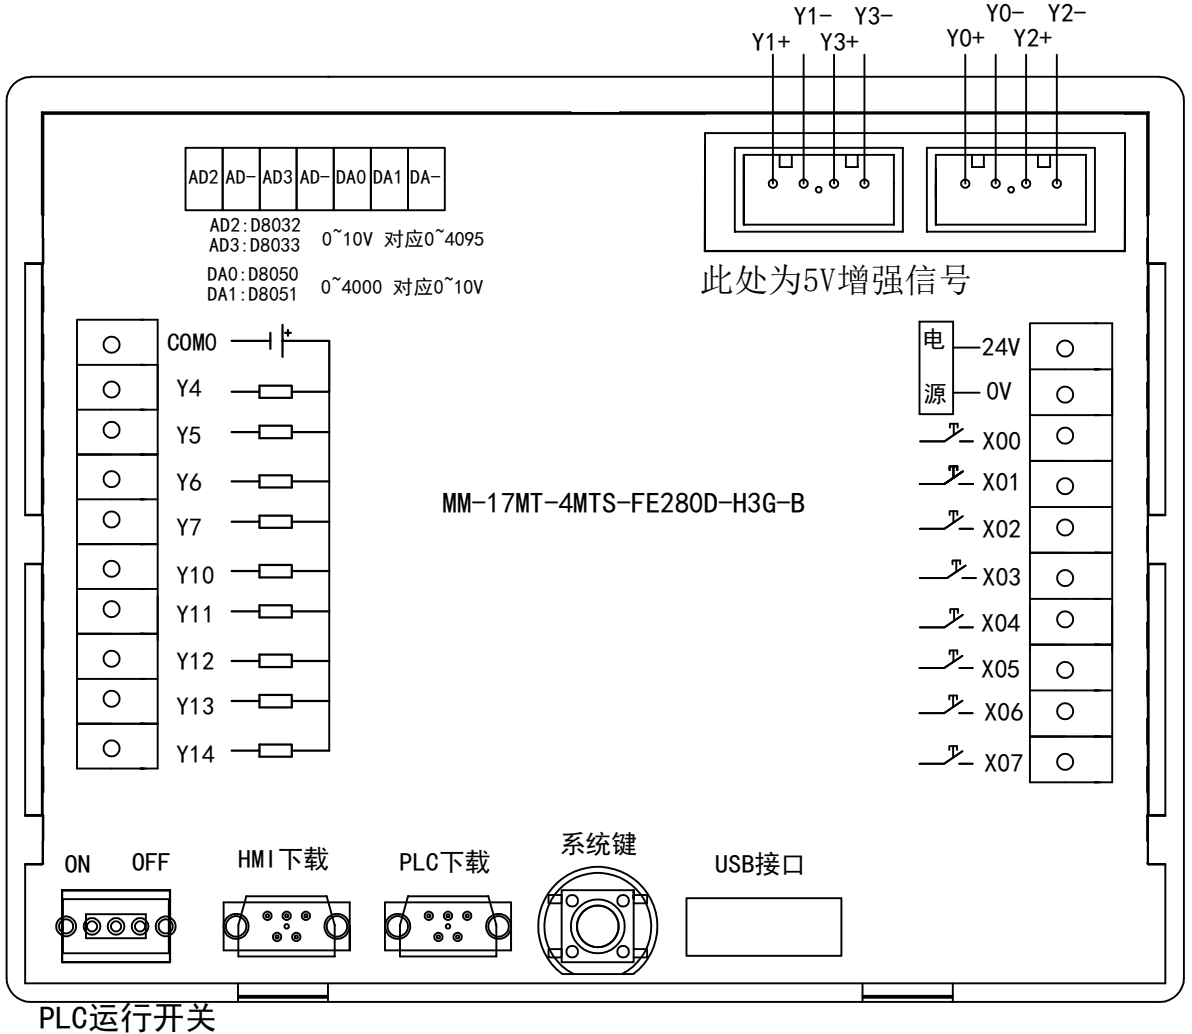 Y1- Y3- Y0- Y2-
Y1+ Y3+ Y0+ Y2+
AD2 AD- AD3 AD- DA0 DA1 DA-
AD2:D8032
AD3:D8033
0~10V 对应0~4095
DA0:D8050
DA1:D8051
0~4000 对应0~10V
此处为5V增强信号
COM0
+
Y4
Y5
Y6
Y7
Y10
Y11
Y12
Y13
Y14
MM-17MT-4MTS-FE280D-H3G-B
电源
24V
0V
X00
X01
X02
X03
X04
X05
X06
X07
ON OFF
HMI下载
PLC下载
系统键
USB接口
PLC运行开关